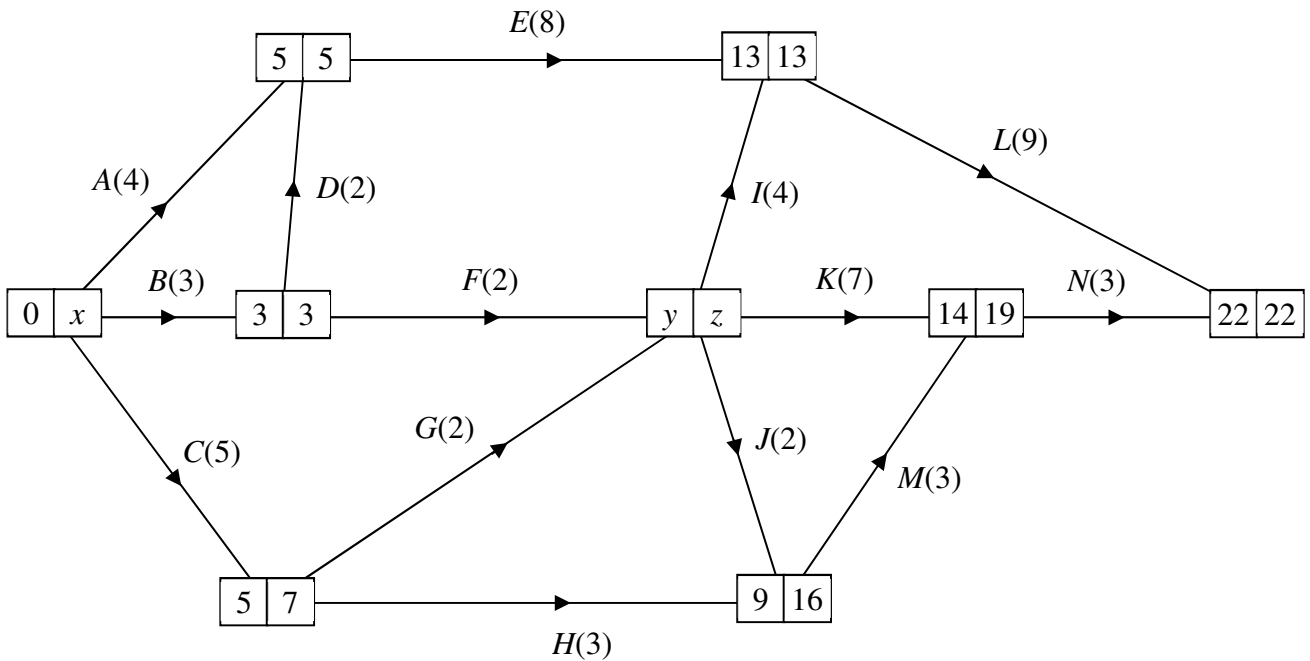 E(8)
5 5
13 13
L(9)
A(4)
D(2)
I(4)
B(3)
F(2)
K(7)
N(3)
0 x
3 3
y z
14 19
22 22
G(2)
J(2)
C(5)
M(3)
5 7
9 16
H(3)